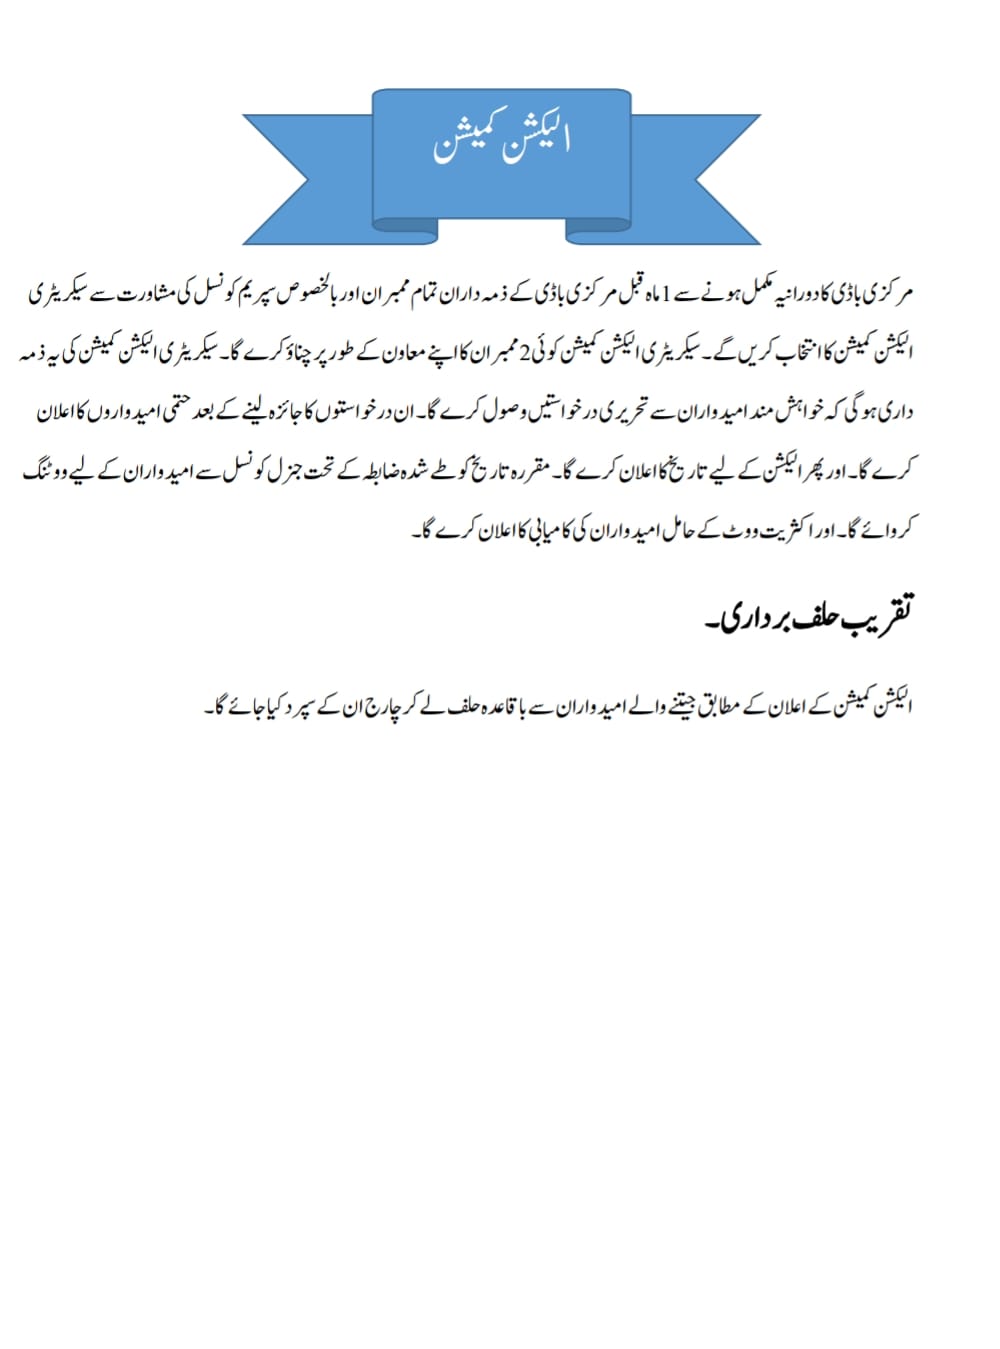 الیکشن کمیشن
مرکزی باڈی کا دورانیہ مکمل ہونے سے 1 ماہ قبل مرکزی باڈی کے ذمہ داران تمام ممبران اور بالخصوص سپریم کونسل کی مشاورت سے سیکریٹری
الیکشن کمیشن کا انتخاب کریں گے۔ سیکریٹری الیکشن کمیشن کوئی 2 ممبران کا اپنے معاون کے طور پر چناؤ کرے گا۔ سیکریٹری الیکشن کمیشن کی یہ ذمہ
داری ہوگی کہ خواہش مند امیدواران سے تحریری درخواستیں وصول کرے گا۔ ان درخواستوں کا جائزہ لینے کے بعد حتمی امیدواروں کا اعلان
کرے گا۔ اور پھر الیکشن کے لیے تاریخ کا اعلان کرے گا۔ مقررہ تاریخ کو طے شدہ ضابطہ کے تحت جنرل کونسل سے امیدواران کے لیے ووٹنگ
کروائے گا۔ اور اکثریت ووٹ کے حامل امیدواران کی کامیابی کا اعلان کرے گا۔
تقریب حلف برداری۔
الیکشن کمیشن کے اعلان کے مطابق جیتنے والے امیدواران سے باقاعدہ حلف لے کر چارج ان کے سپرد کیا جائے گا۔